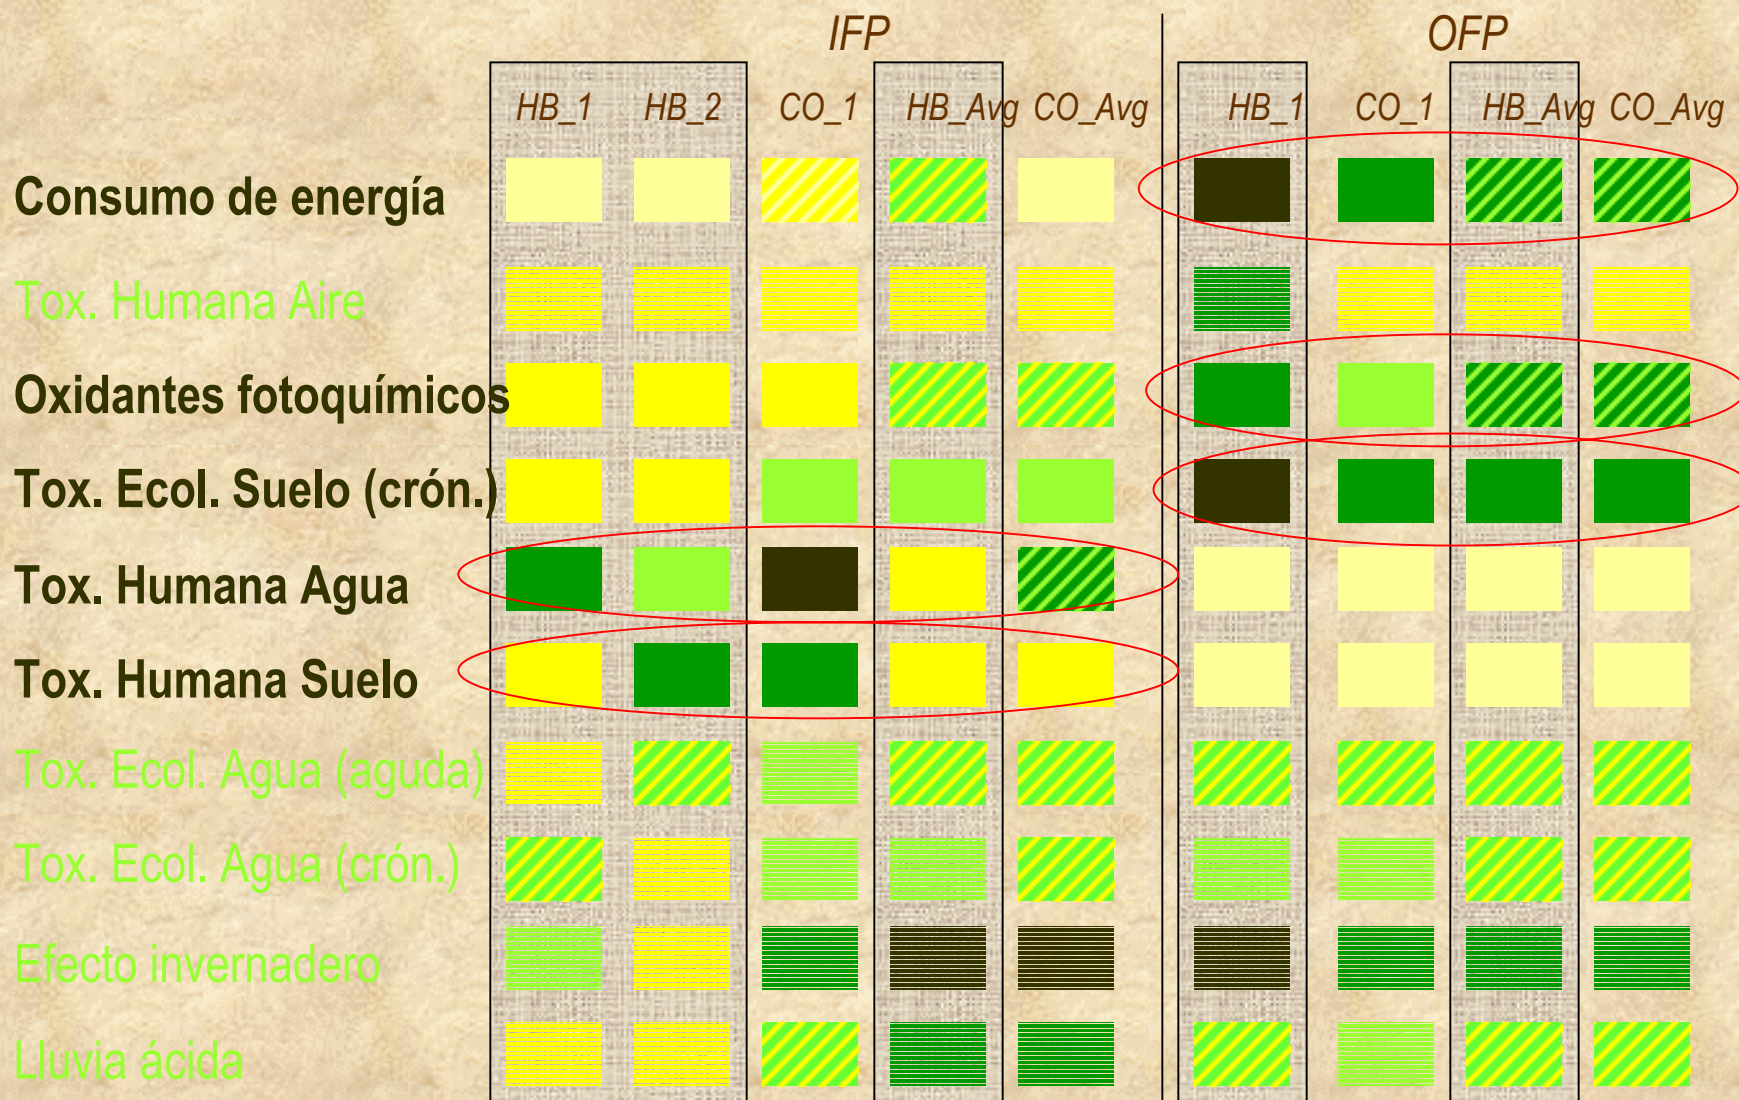 IFP OFP
HB_1 HB_2 CO_1 HB_Avg CO_Avg HB_1 CO_1 HB_Avg CO_Avg
Consumo de energía
Tox. Humana Aire
Oxidantes fotoquímicos
Tox. Ecol. Suelo (crón.)
Tox. Humana Agua
Tox. Humana Suelo
Tox. Ecol. Agua (aguda)
Tox. Ecol. Agua (crón.)
Efecto invernadero
Lluvia ácida